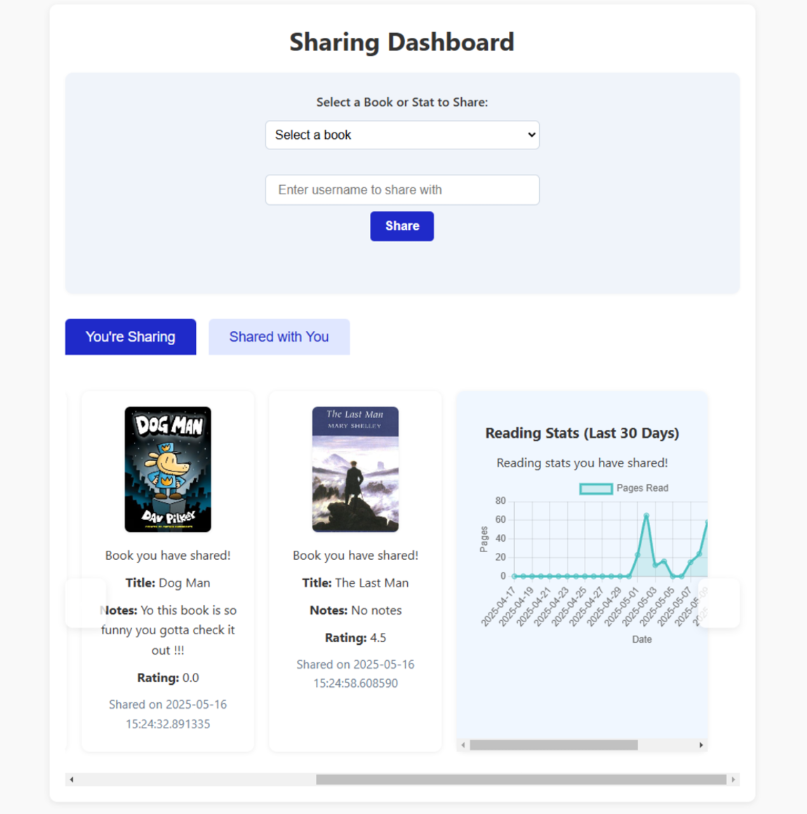 Sharing Dashboard
Select a Book or Stat to Share:
Select a book
Enter username to share with
Share
You're Sharing
Shared with You
DOG MAN
DAV PILKEY
Book you have shared!
Title: Dog Man
Notes: Yo this book is so
funny you gotta check it
out !!!
Rating: 0.0
Shared on 2025-05-16
15:24:32.891335
The Last Man
MARY SHELLEY
Book you have shared!
Title: The Last Man
Notes: No notes
Rating: 4.5
Shared on 2025-05-16
15:24:58.608590
Reading Stats (Last 30 Days)
Reading stats you have shared!
Pages Read
Pages
80
60
40
20
0
2025-04-17
2025-04-19
2025-04-21
2025-04-23
2025-04-25
2025-04-27
2025-04-29
2025-05-01
2025-05-03
2025-05-05
2025-05-07
Date